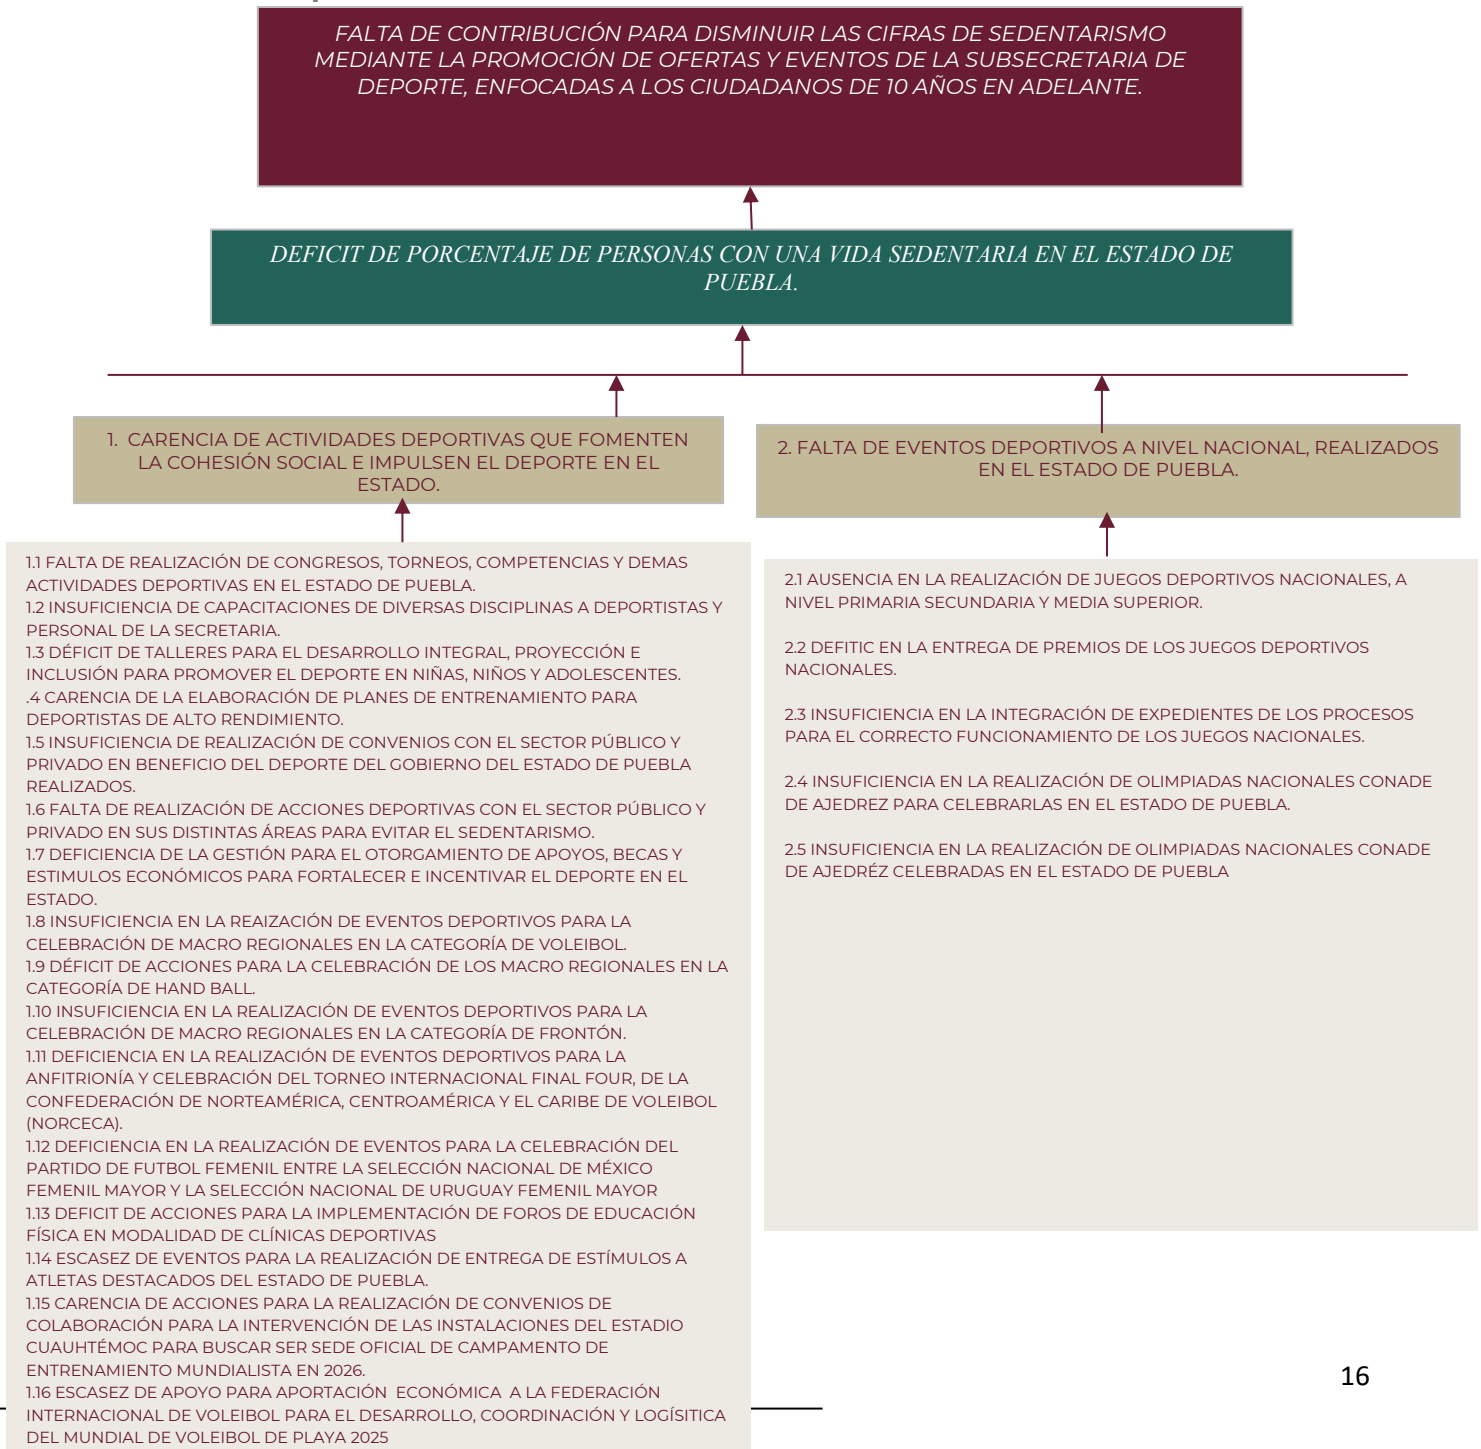 FALTA DE CONTRIBUCIÓN PARA DISMINUIR LAS CIFRAS DE SEDENTARISMO
MEDIANTE LA PROMOCIÓN DE OFERTAS Y EVENTOS DE LA SUBSECRETARIA DE
DEPORTE, ENFOCADAS A LOS CIUDADANOS DE 10 AÑOS EN ADELANTE.
DEFICIT DE PORCENTAJE DE PERSONAS CON UNA VIDA SEDENTARIA EN EL ESTADO DE
PUEBLA.
1. CARENCIA DE ACTIVIDADES DEPORTIVAS QUE FOMENTEN
LA COHESIÓN SOCIAL E IMPULSEN EL DEPORTE EN EL
ESTADO.
1.1 FALTA DE REALIZACIÓN DE CONGRESOS, TORNEOS, COMPETENCIAS Y DEMAS
ACTIVIDADES DEPORTIVAS EN EL ESTADO DE PUEBLA.
1.2 INSUFICIENCIA DE CAPACITACIONES DE DIVERSAS DISCIPLINAS A DEPORTISTAS Y
PERSONAL DE LA SECRETARIA.
1.3 DÉFICIT DE TALLERES PARA EL DESARROLLO INTEGRAL, PROYECCIÓN E
INCLUSIÓN PARA PROMOVER EL DEPORTE EN NIÑAS, NIÑOS Y ADOLESCENTES.
.4 CARENCIA DE LA ELABORACIÓN DE PLANES DE ENTRENAMIENTO PARA
DEPORTISTAS DE ALTO RENDIMIENTO.
1.5 INSUFICIENCIA DE REALIZACIÓN DE CONVENIOS CON EL SECTOR PÚBLICO Y
PRIVADO EN BENEFICIO DEL DEPORTE DEL GOBIERNO DEL ESTADO DE PUEBLA
REALIZADOS.
1.6 FALTA DE REALIZACIÓN DE ACCIONES DEPORTIVAS CON EL SECTOR PÚBLICO Y
PRIVADO EN SUS DISTINTAS ÁREAS PARA EVITAR EL SEDENTARISMO.
1.7 DEFICIENCIA DE LA GESTIÓN PARA EL OTORGAMIENTO DE APOYOS, BECAS Y
ESTIMULOS ECONÓMICOS PARA FORTALECER E INCENTIVAR EL DEPORTE EN EL
ESTADO.
1.8 INSUFICIENCIA EN LA REAIZACIÓN DE EVENTOS DEPORTIVOS PARA LA
CELEBRACIÓN DE MACRO REGIONALES EN LA CATEGORÍA DE VOLEIBOL.
1.9 DÉFICIT DE ACCIONES PARA LA CELEBRACIÓN DE LOS MACRO REGIONALES EN LA
CATEGORÍA DE HAND BALL.
1.10 INSUFICIENCIA EN LA REALIZACIÓN DE EVENTOS DEPORTIVOS PARA LA
CELEBRACIÓN DE MACRO REGIONALES EN LA CATEGORÍA DE FRONTÓN.
1.11 DEFICIENCIA EN LA REALIZACIÓN DE EVENTOS DEPORTIVOS PARA LA
ANFITRIONÍA Y CELEBRACIÓN DEL TORNEO INTERNACIONAL FINAL FOUR, DE LA
CONFEDERACIÓN DE NORTEAMÉRICA, CENTROAMÉRICA Y EL CARIBE DE VOLEIBOL
(NORCECA).
1.12 DEFICIENCIA EN LA REALIZACIÓN DE EVENTOS PARA LA CELEBRACIÓN DEL
PARTIDO DE FUTBOL FEMENIL ENTRE LA SELECCIÓN NACIONAL DE MÉXICO
FEMENIL MAYOR Y LA SELECCIÓN NACIONAL DE URUGUAY FEMENIL MAYOR
1.13 DEFICIT DE ACCIONES PARA LA IMPLEMENTACIÓN DE FOROS DE EDUCACIÓN
FÍSICA EN MODALIDAD DE CLÍNICAS DEPORTIVAS
1.14 ESCASEZ DE EVENTOS PARA LA REALIZACIÓN DE ENTREGA DE ESTÍMULOS A
ATLETAS DESTACADOS DEL ESTADO DE PUEBLA.
1.15 CARENCIA DE ACCIONES PARA LA REALIZACIÓN DE CONVENIOS DE
COLABORACIÓN PARA LA INTERVENCIÓN DE LAS INSTALACIONES DEL ESTADIO
CUAUHTÉMOC PARA BUSCAR SER SEDE OFICIAL DE CAMPAMENTO DE
ENTRENAMIENTO MUNDIALISTA EN 2026.
1.16 ESCASEZ DE APOYO PARA APORTACIÓN ECONÓMICA A LA FEDERACIÓN
INTERNACIONAL DE VOLEIBOL PARA EL DESARROLLO, COORDINACIÓN Y LOGÍSITICA
DEL MUNDIAL DE VOLEIBOL DE PLAYA 2025
2. FALTA DE EVENTOS DEPORTIVOS A NIVEL NACIONAL, REALIZADOS
EN EL ESTADO DE PUEBLA.
2.1 AUSENCIA EN LA REALIZACIÓN DE JUEGOS DEPORTIVOS NACIONALES, A
NIVEL PRIMARIA SECUNDARIA Y MEDIA SUPERIOR.
2.2 DEFITIC EN LA ENTREGA DE PREMIOS DE LOS JUEGOS DEPORTIVOS
NACIONALES.
2.3 INSUFICIENCIA EN LA INTEGRACIÓN DE EXPEDIENTES DE LOS PROCESOS
PARA EL CORRECTO FUNCIONAMIENTO DE LOS JUEGOS NACIONALES.
2.4 INSUFICIENCIA EN LA REALIZACIÓN DE OLIMPIADAS NACIONALES CONADE
DE AJEDREZ PARA CELEBRARLAS EN EL ESTADO DE PUEBLA.
2.5 INSUFICIENCIA EN LA REALIZACIÓN DE OLIMPIADAS NACIONALES CONADE
DE AJEDRÉZ CELEBRADAS EN EL ESTADO DE PUEBLA
16